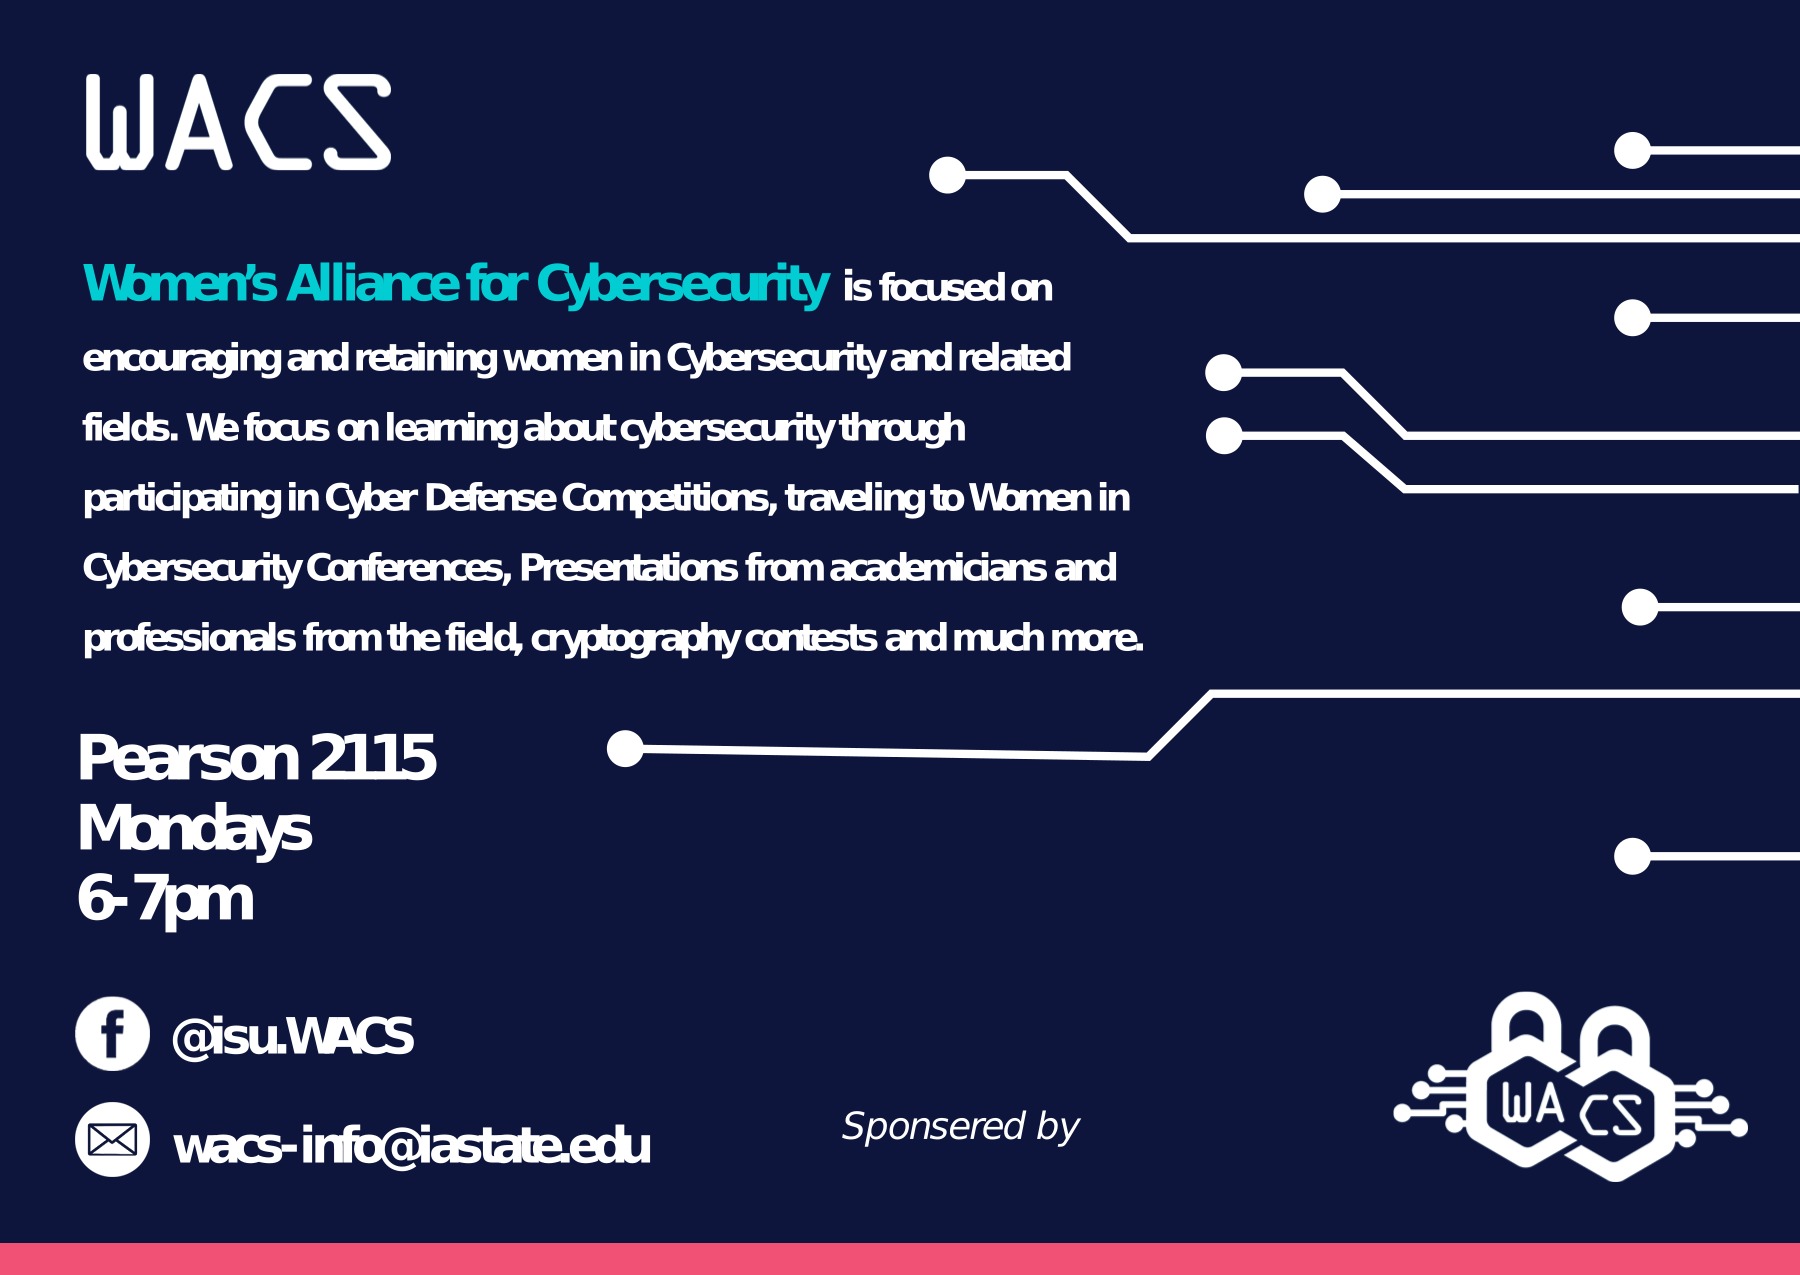 WACS
Women’s Alliance for Cybersecurity is focused on
encouraging and retaining women in Cybersecurity and related
fields. We focus on learning about cybersecurity through
participating in Cyber Defense Competitions, traveling to Women in
Cybersecurity Conferences, Presentations from academicians and
professionals from the field, cryptography contests and much more.
Pearson 2115
Mondays
6-7pm
@isu.WACS
wacs-info@iastate.edu
Sponsered by
WA CS